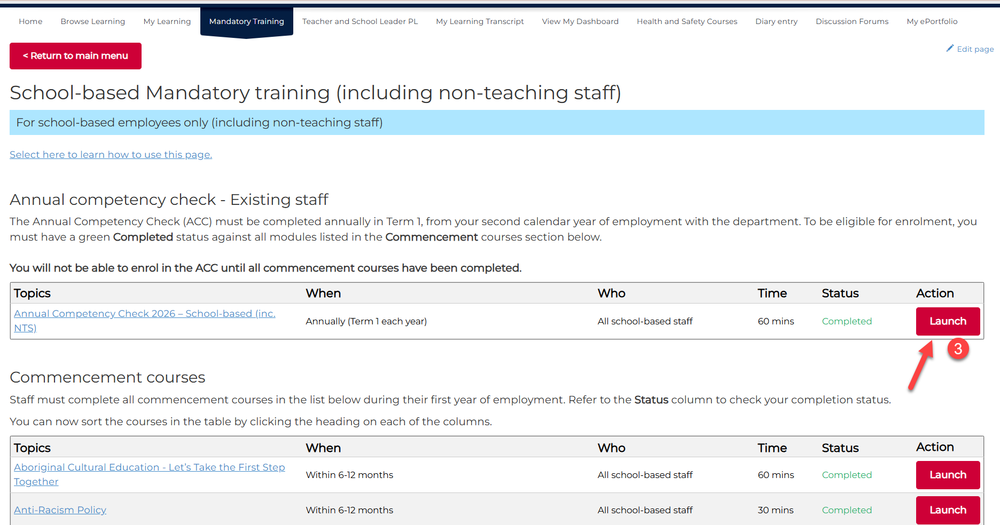 Home Browse Learning My Learning Mandatory Training Teacher and School Leader PL My Learning Transcript View My Dashboard Health and Safety Courses Diary entry Discussion Forums My ePortfolio
< Return to main menu
Edit page
School-based Mandatory training (including non-teaching staff)
For school-based employees only (including non-teaching staff)
Select here to learn how to use this page.
Annual competency check - Existing staff
The Annual Competency Check (ACC) must be completed annually in Term 1, from your second calendar year of employment with the department. To be eligible for enrolment, you
must have a green Completed status against all modules listed in the Commencement courses section below.
You will not be able to enrol in the ACC until all commencement courses have been completed.
Topics When Who Time Status Action
Annual Competency Check 2026 – School-based (inc.
NTS) Annually (Term 1 each year) All school-based staff 60 mins Completed Launch
3
Commencement courses
Staff must complete all commencement courses in the list below during their first year of employment. Refer to the Status column to check your completion status.
You can now sort the courses in the table by clicking the heading on each of the columns.
Topics When Who Time Status Action
Aboriginal Cultural Education - Let’s Take the First Step
Together Within 6-12 months All school-based staff 60 mins Completed Launch
Anti-Racism Policy Within 6-12 months All school-based staff 30 mins Completed Launch